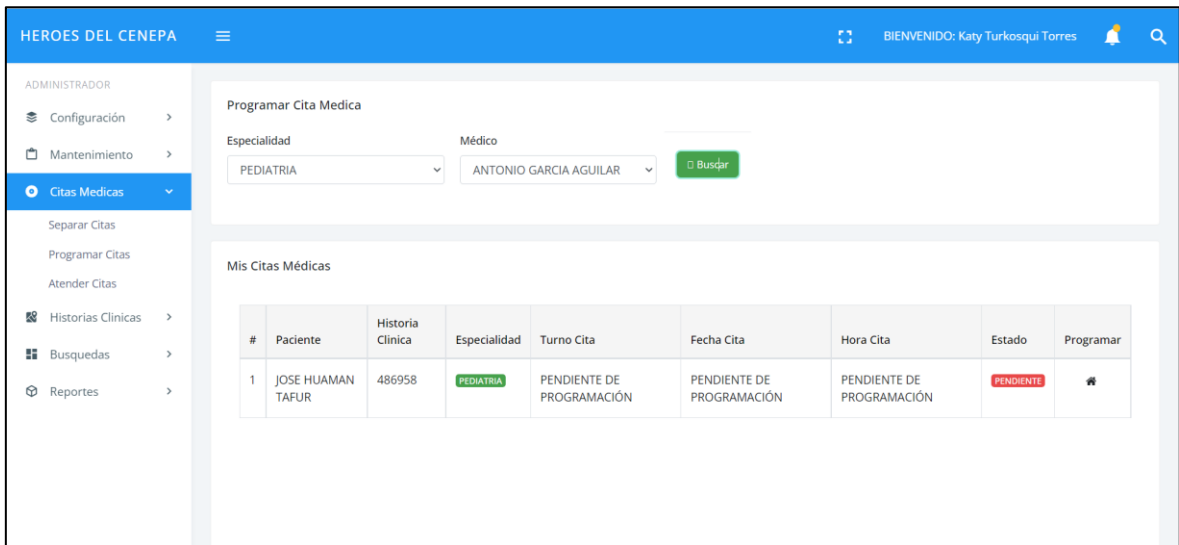 HEROES DEL CENEPA
BIENVENIDO: Katy Turkosqui Torres
ADMINISTRADOR
Configuración
Mantenimiento
Citas Medicas
Separar Citas
Programar Citas
Atender Citas
Historias Clinicas
Busquedas
Reportes
Programar Cita Medica
Especialidad
Médico
PEDIATRIA
ANTONIO GARCIA AGUILAR
Buscar
Mis Citas Médicas
#
Paciente
Historia
Clinica
Especialidad
Turno Cita
Fecha Cita
Hora Cita
Estado
Programar
1
JOSE HUAMAN
TAFUR
486958
PEDIATRIA
PENDIENTE DE
PROGRAMACIÓN
PENDIENTE DE
PROGRAMACIÓN
PENDIENTE DE
PROGRAMACIÓN
PENDIENTE